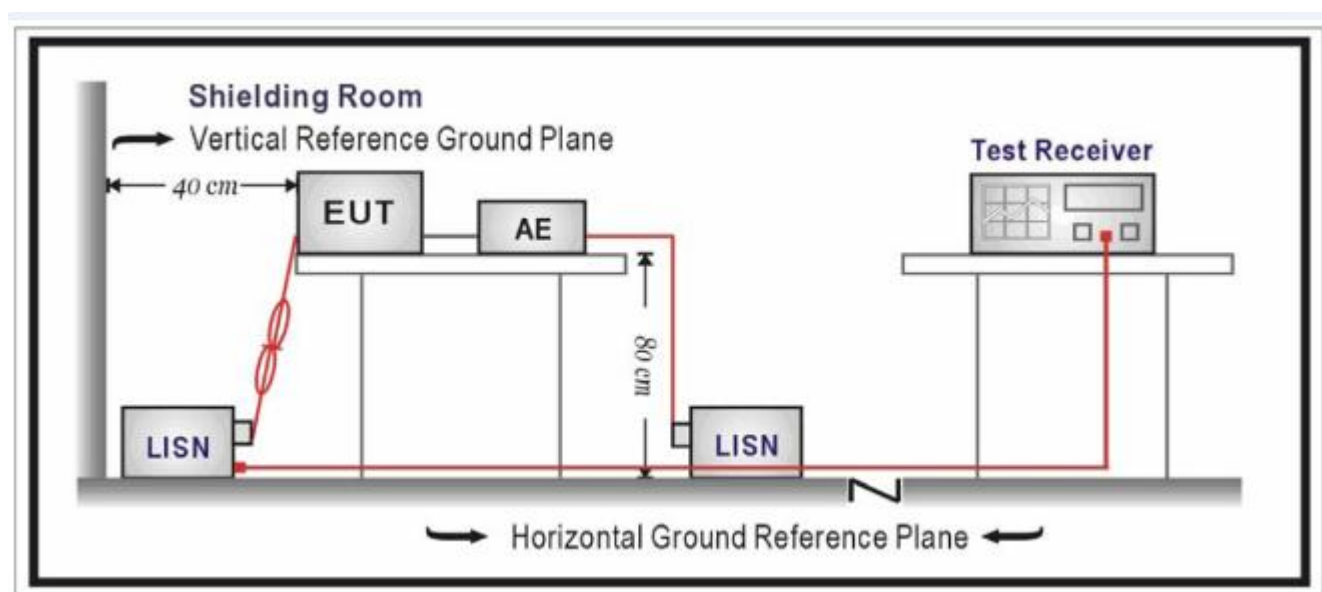 Shielding Room
Vertical Reference Ground Plane
40 cm
EUT
AE
Test Receiver
80 cm
LISN
LISN
Horizontal Ground Reference Plane